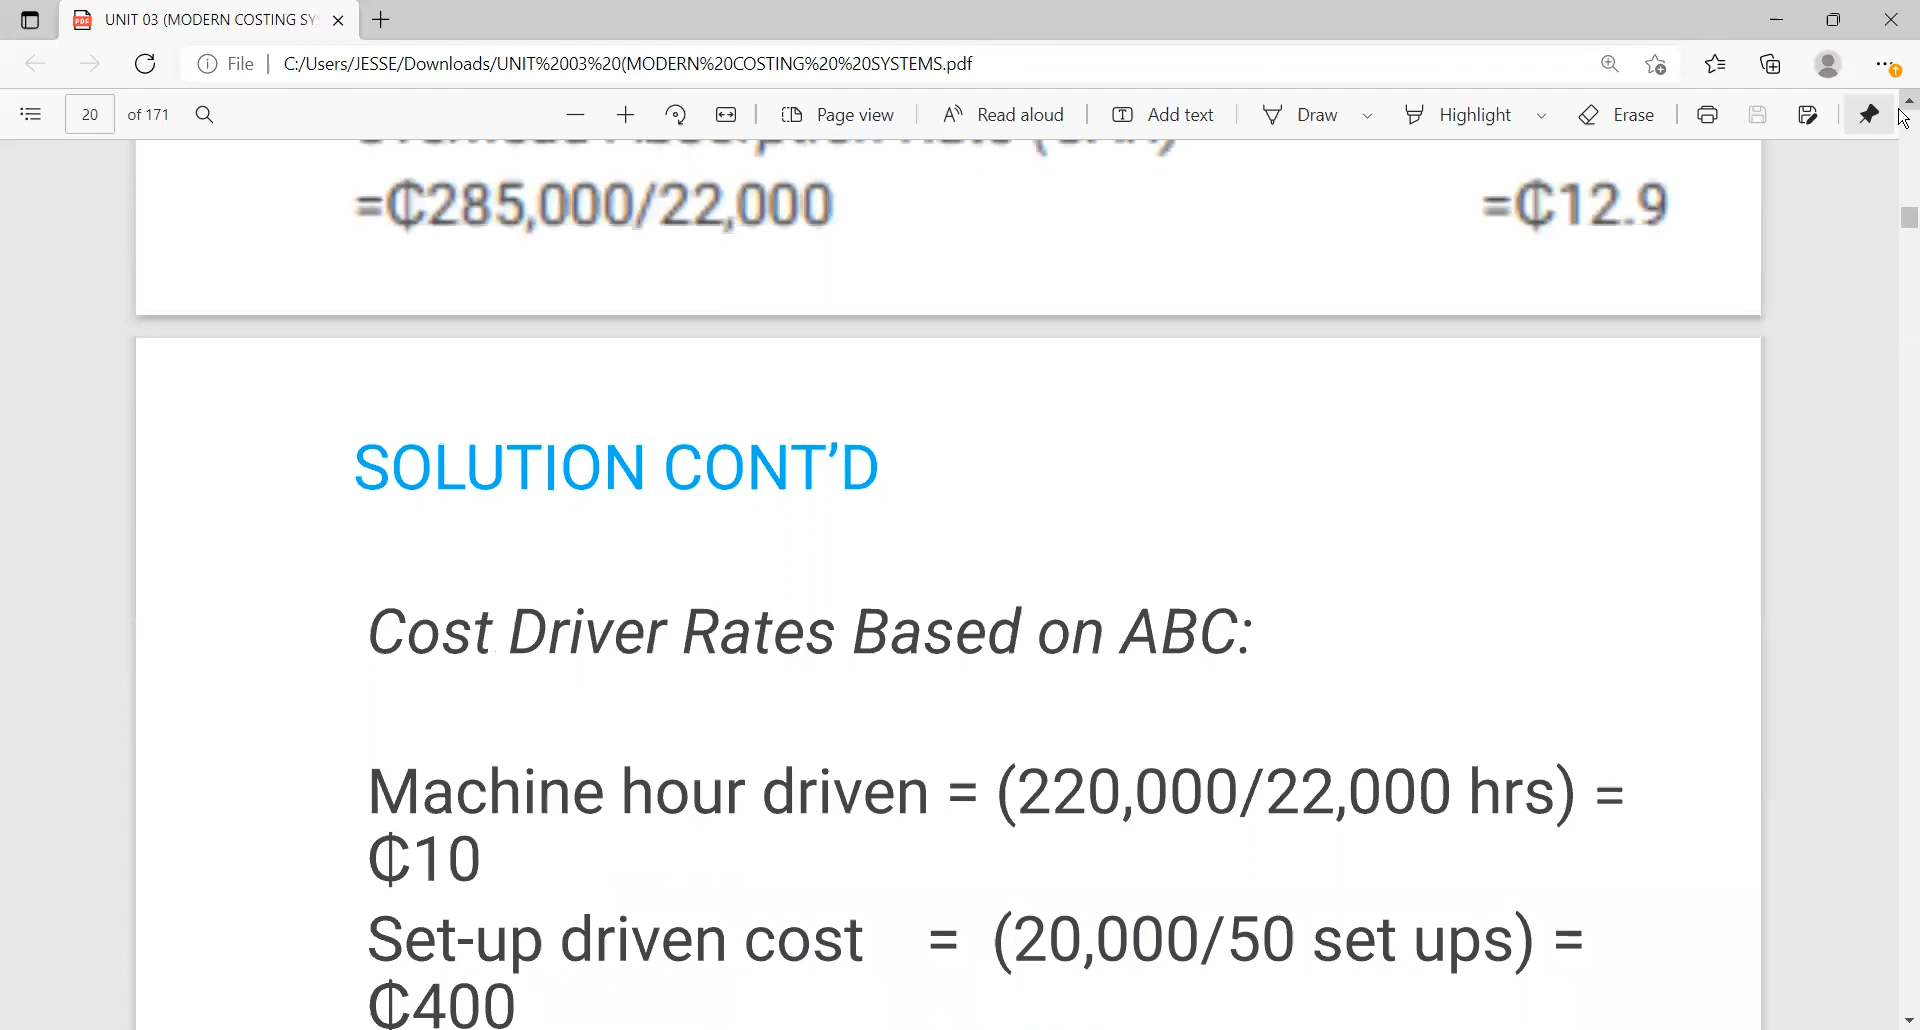 UNIT 03 (MODERN COSTING SY
File C:/Users/JESSE/Downloads/UNIT%2003%20(MODERN%20COSTING%20%20SYSTEMS.pdf
20 of 171 Page view Read aloud Add text Draw Highlight Erase
=₵285,000/22,000 =₵12.9
SOLUTION CONT’D
Cost Driver Rates Based on ABC:
Machine hour driven = (220,000/22,000 hrs) =
₵10
Set-up driven cost = (20,000/50 set ups) =
₵400